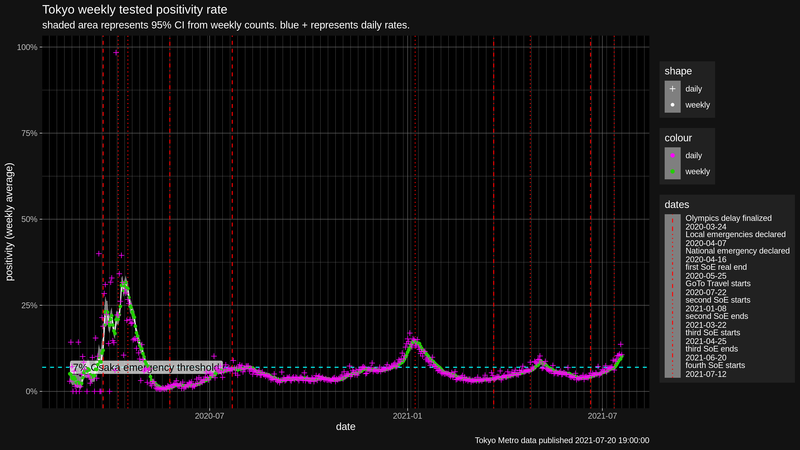 Tokyo weekly tested positivity rate
shaded area represents 95% CI from weekly counts. blue + represents daily rates.
positivity (weekly average)
100%
75%
50%
25%
0%
7% Osaka emergency threshold
2020-07
2021-01
2021-07
date
Tokyo Metro data published 2021-07-20 19:00:00
shape
daily
weekly
colour
daily
weekly
dates
Olympics delay finalized
2020-03-24
Local emergencies declared
2020-04-07
National emergency declared
2020-04-16
first SoE real end
2020-05-25
GoTo Travel starts
2020-07-22
second SoE starts
2021-01-08
second SoE ends
2021-03-22
third SoE starts
2021-04-25
third SoE ends
2021-06-20
fourth SoE starts
2021-07-12